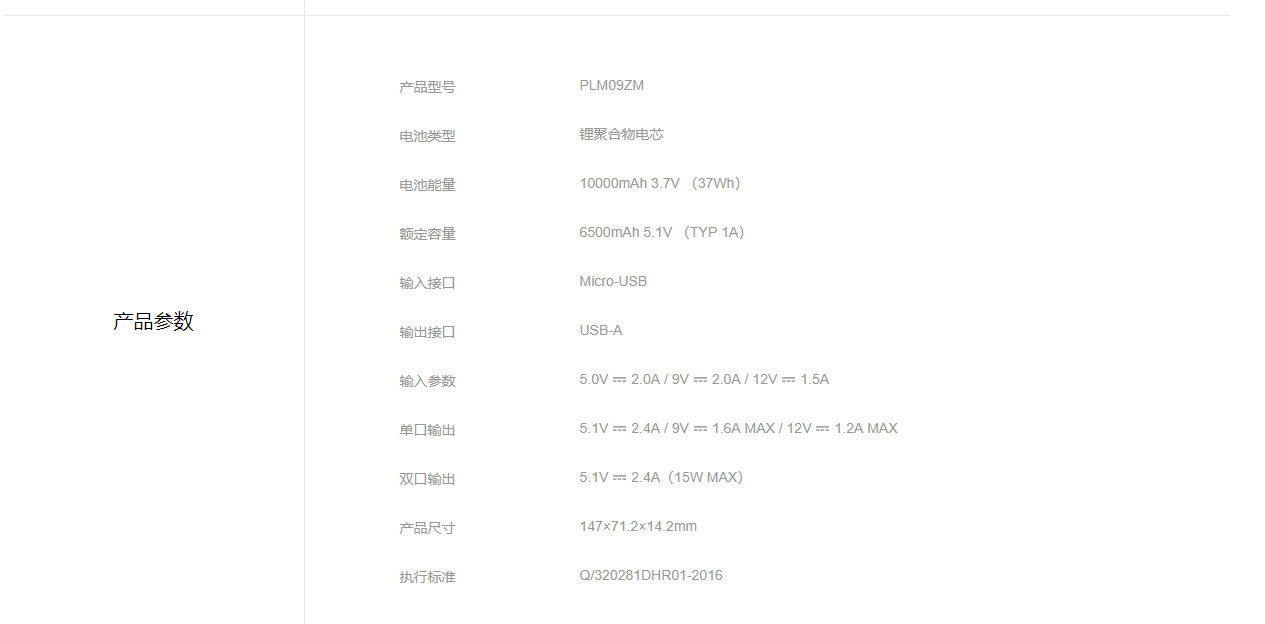 产品参数
产品型号 PLM09ZM
电池类型 锂聚合物电芯
电池能量 10000mAh 3.7V （37Wh）
额定容量 6500mAh 5.1V （TYP 1A）
输入接口 Micro-USB
输出接口 USB-A
输入参数 5.0V ⎓ 2.0A / 9V ⎓ 2.0A / 12V ⎓ 1.5A
单口输出 5.1V ⎓ 2.4A / 9V ⎓ 1.6A MAX / 12V ⎓ 1.2A MAX
双口输出 5.1V ⎓ 2.4A（15W MAX）
产品尺寸 147×71.2×14.2mm
执行标准 Q/320281DHR01-2016